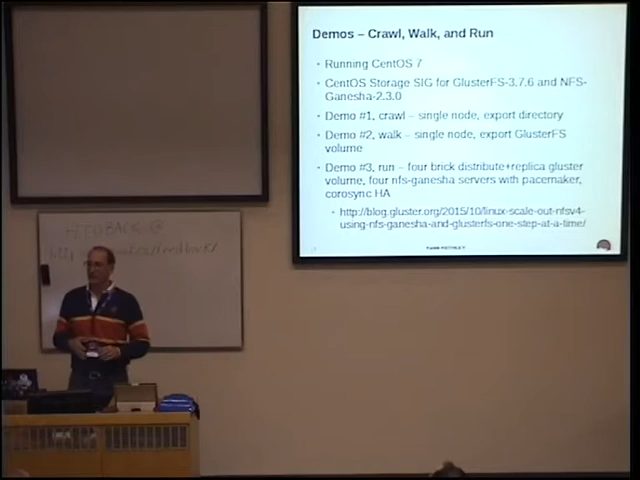 Demos – Crawl, Walk, and Run
Running CentOS 7
CentOS Storage SIG for GlusterFS-3.7.6 and NFS-
Ganesha-2.3.0
Demo #1, crawl – single node, export directory
Demo #2, walk – single node, export GlusterFS
volume
Demo #3, run – four brick distribute+replica gluster
volume, four nfs-ganesha servers with pacemaker,
corosync HA
http://blog.gluster.org/2015/10/linux-scale-out-nfsv4-
using-nfs-ganesha-and-glusterfs-one-step-at-a-time/
FEEDBACK @